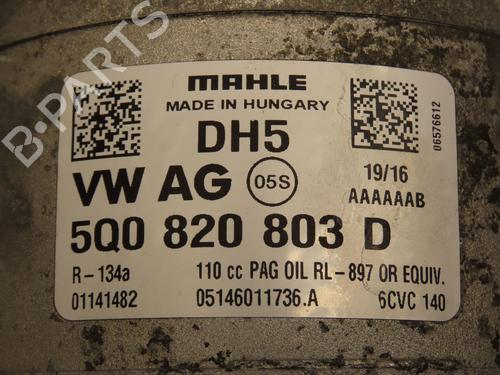 MAHLE
MADE IN HUNGARY
DH5
VW AG 05S
19/16
AAAAAAB
06576612
5Q0 820 803 D
R-134a 110 cc PAG OIL RL-897 OR EQUIV.
01141482 05146011736.A 6CVC 140
B-PARTS